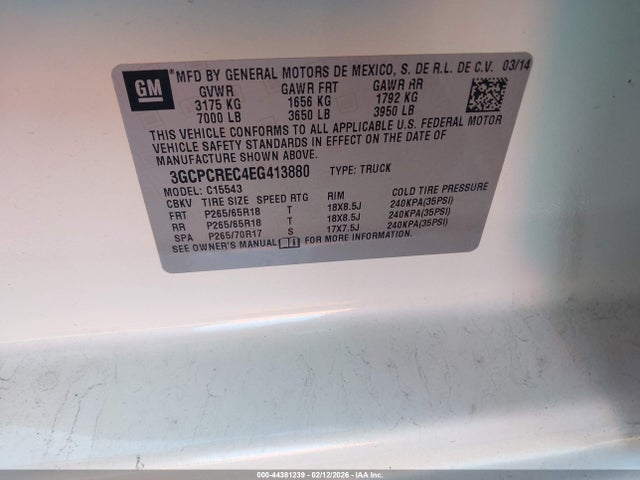 GM
*MFD BY GENERAL MOTORS DE MEXICO, S. DE R.L. DE C.V. 03/14
GVWR GAWR FRT GAWR RR
3175 KG 1656 KG 1792 KG
7000 LB 3650 LB 3950 LB
THIS VEHICLE CONFORMS TO ALL APPLICABLE U.S. FEDERAL MOTOR
VEHICLE SAFETY STANDARDS IN EFFECT ON THE DATE OF
MANUFACTURE SHOWN ABOVE.
3GCPCREC4EG413880 TYPE: TRUCK
MODEL: C15543
CBKV TIRE SIZE SPEED RTG RIM COLD TIRE PRESSURE
FRT P265/65R18 T 18X8.5J 240KPA(35PSI)
RR P265/65R18 T 18X8.5J 240KPA(35PSI)
SPA P265/70R17 S 17X7.5J 240KPA(35PSI)
SEE OWNER'S MANUAL FOR MORE INFORMATION.
000-44381239 - 02/12/2026 - IAA Inc.